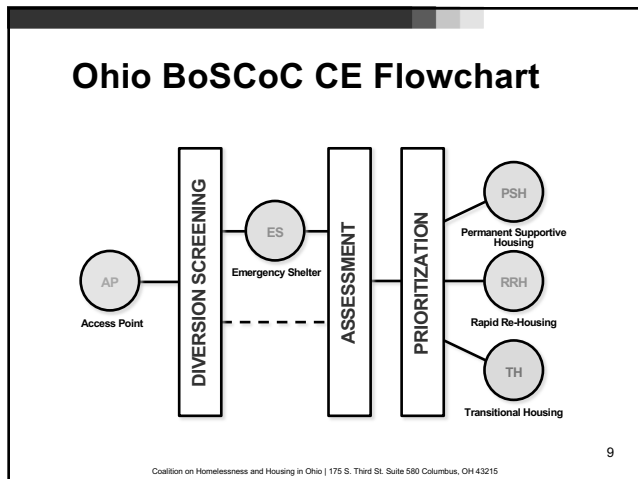 Ohio BoSCoC CE Flowchart
AP
Access Point
DIVERSION SCREENING
ES
Emergency Shelter
ASSESSMENT
PRIORITIZATION
PSH
Permanent Supportive
Housing
RRH
Rapid Re-Housing
TH
Transitional Housing
9
Coalition on Homelessness and Housing in Ohio | 175 S. Third St. Suite 580 Columbus, OH 43215